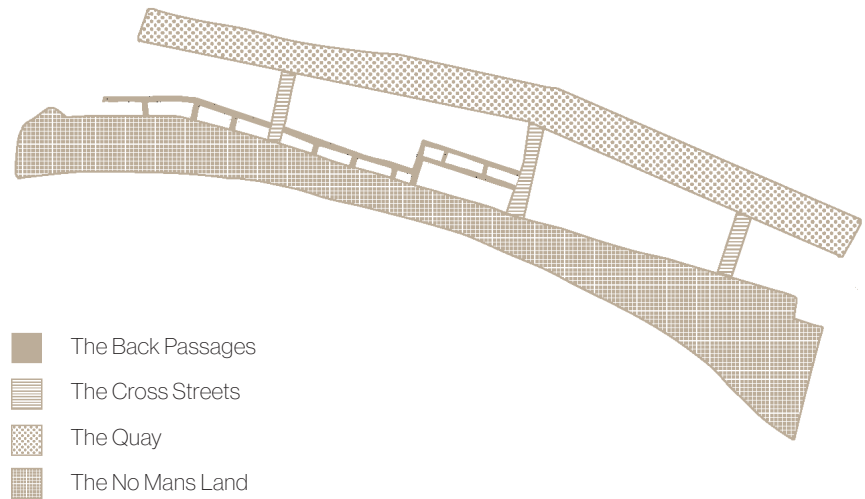 The Back Passages
The Cross Streets
The Quay
The No Mans Land